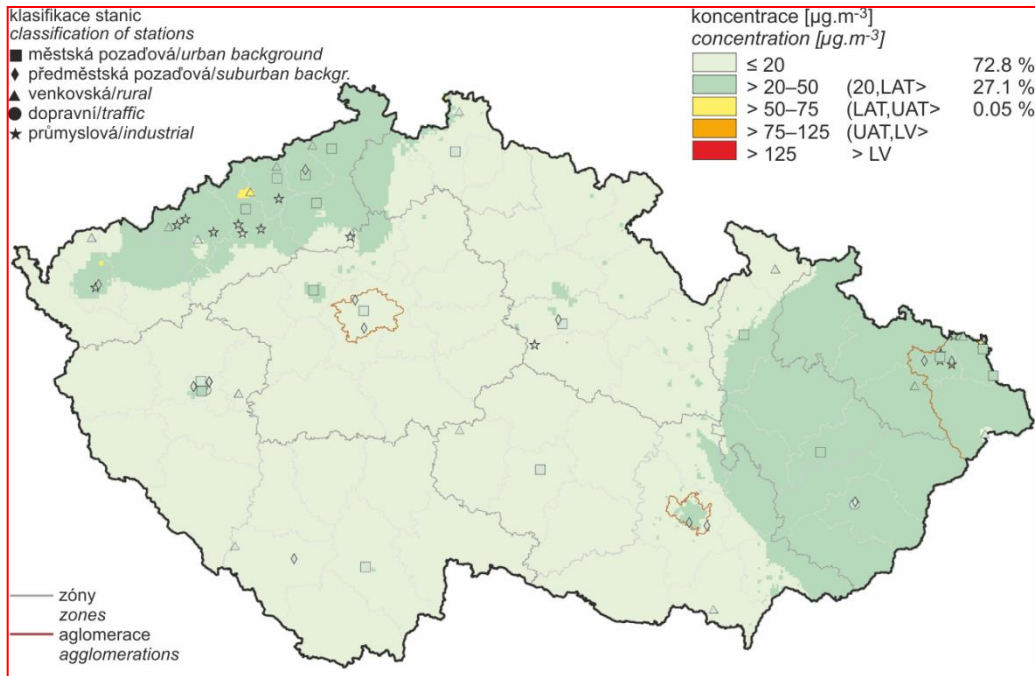 klasifikace stanic
classification of stations
■ městská pozaďová/urban background
♦ předměstská pozaďová/suburban backgr.
▲ venkovská/rural
● dopravní/traffic
★ průmyslová/industrial
koncentrace [µg.m-³]
concentration [µg.m-³]
≤ 20 72.8 %
> 20–50 (20,LAT> 27.1 %
> 50–75 (LAT,UAT> 0.05 %
> 75–125 (UAT,LV>
> 125 > LV
zóny
zones
aglomerace
agglomerations